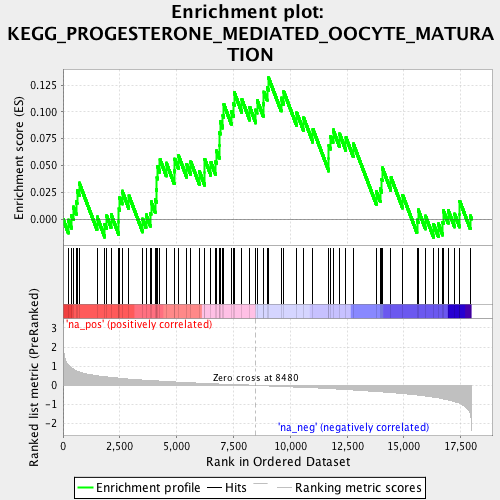 Enrichment plot:
KEGG_PROGESTERONE_MEDIATED_OOCYTE_MATURA
TION
Enrichment score (ES)
0.125
0.100
0.075
0.050
0.025
0.000
Ranked list metric (PreRanked)
'na_pos' (positively correlated)
3
2
1
0
-1
-2
Zero cross at 8480
'na_neg' (negatively correlated)
0
2,500
5,000
7,500
10,000
12,500
15,000
17,500
Rank in Ordered Dataset
Enrichment profile
Hits
Ranking metric scores